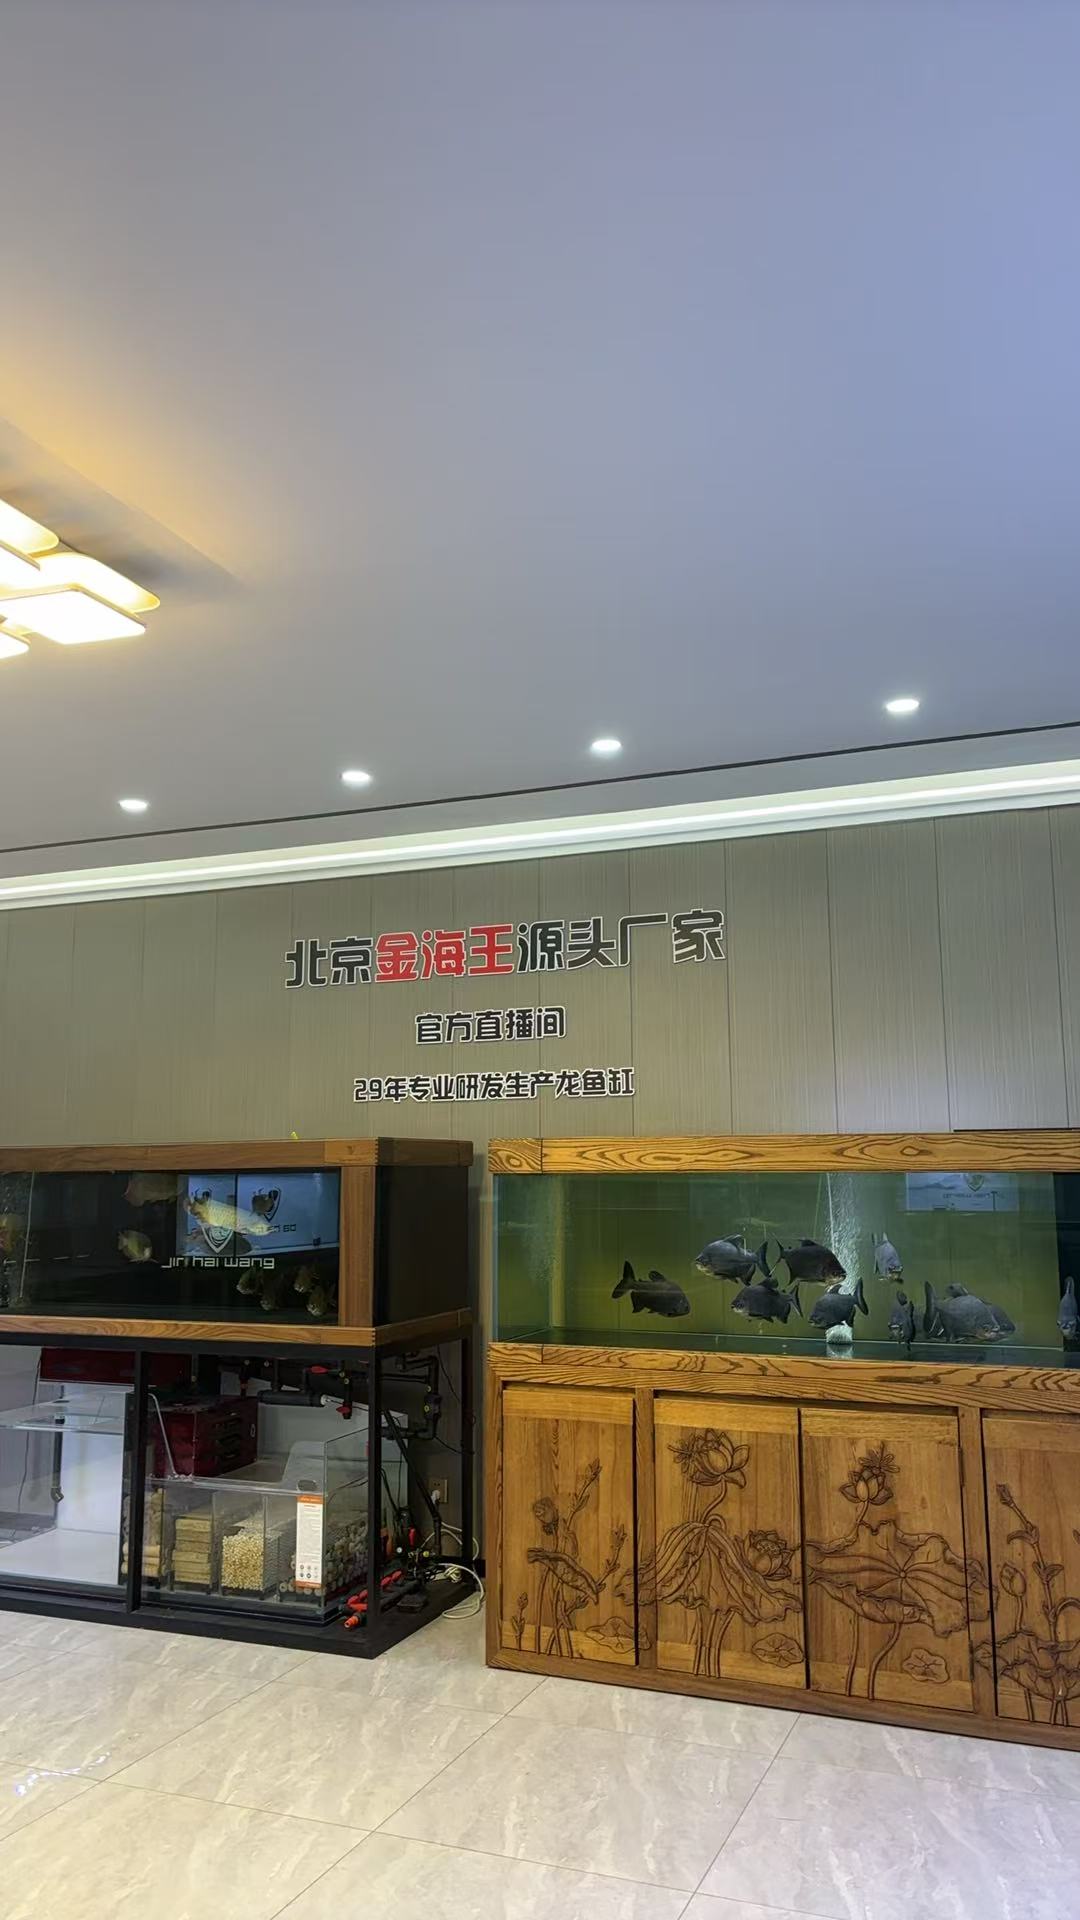 北京金海王源头厂家
官方直播间
29年专业研发生产龙鱼缸
jin hai wang